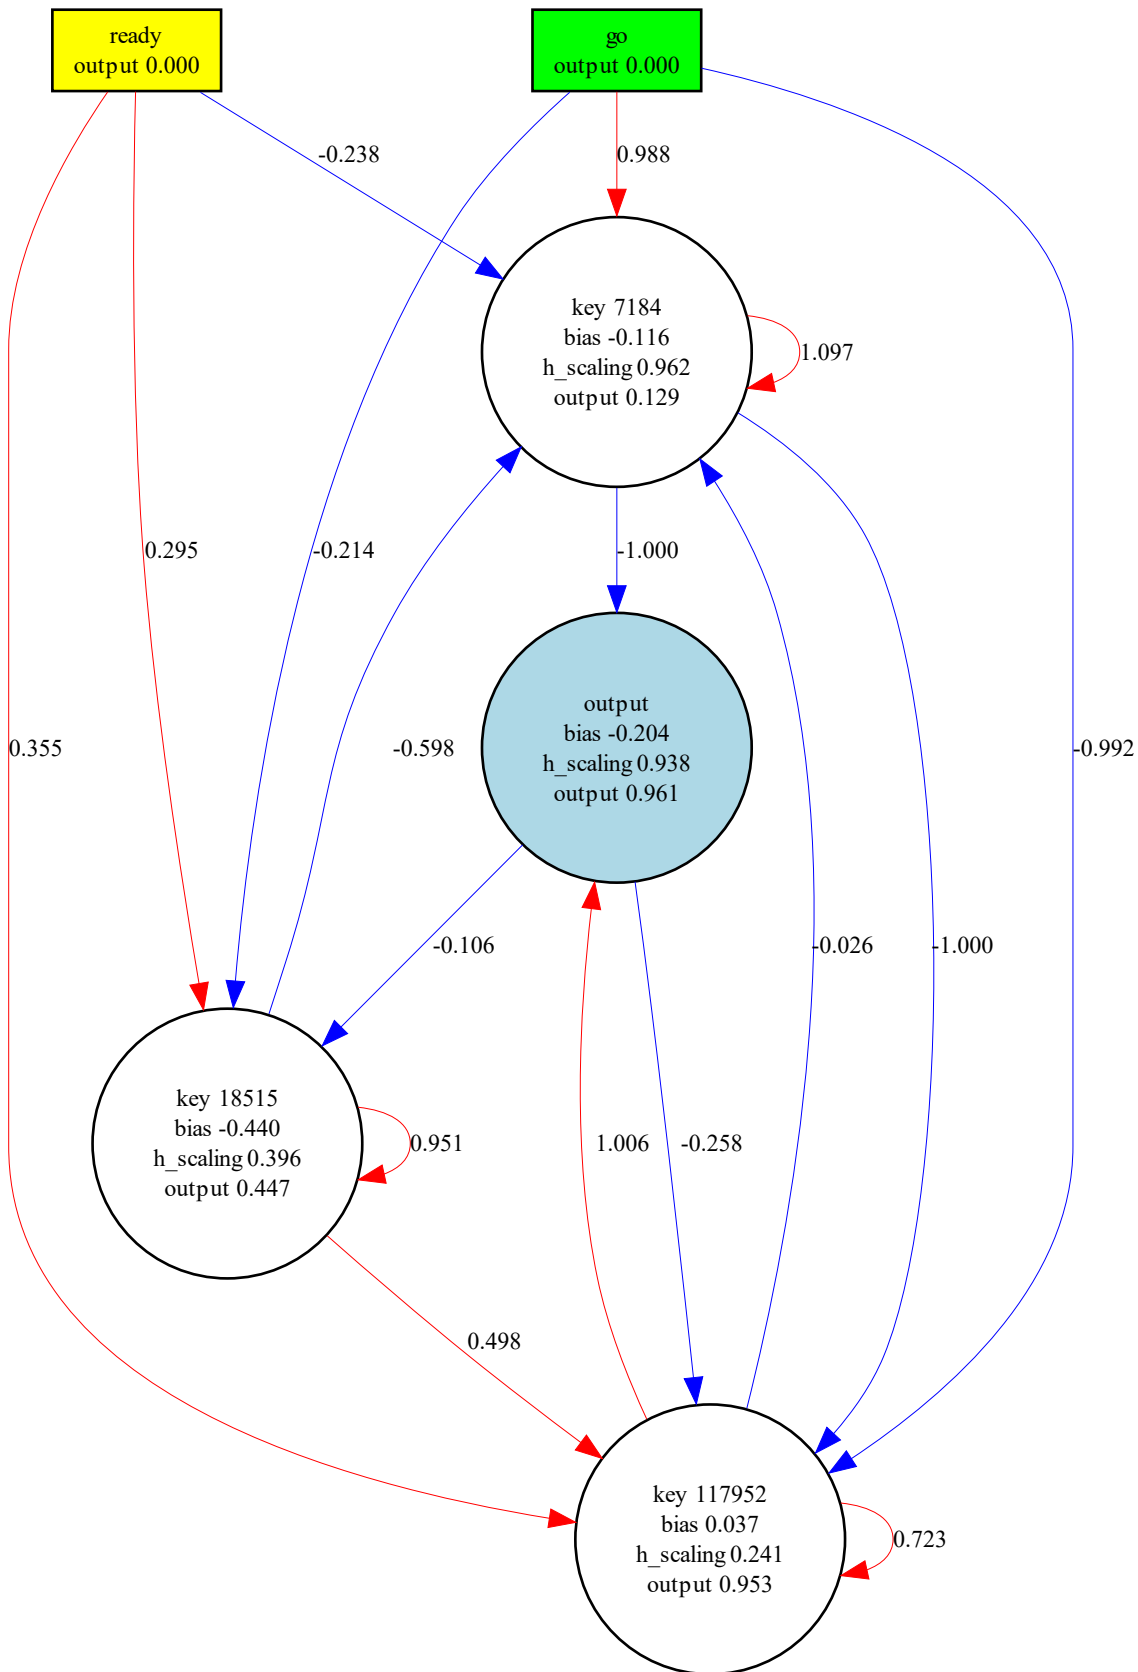 ready
output 0.000
go
output 0.000
-0.238
0.988
key 7184
bias -0.116
h_scaling 0.962
output 0.129
1.097
0.295
-0.214
-1.000
output
bias -0.204
h_scaling 0.938
output 0.961
0.355
-0.598
-0.992
-0.106
-0.026
-1.000
key 18515
bias -0.440
h_scaling 0.396
output 0.447
0.951
1.006
-0.258
0.498
key 117952
bias 0.037
h_scaling 0.241
output 0.953
0.723